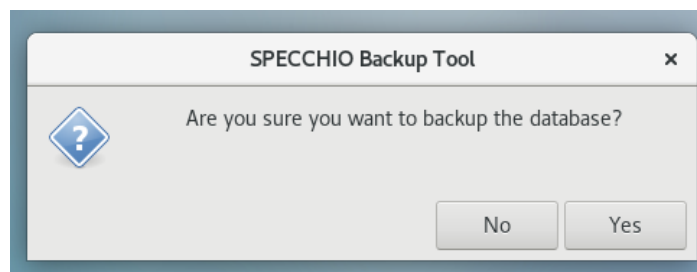 SPECCHIO Backup Tool
Are you sure you want to backup the database?
No Yes